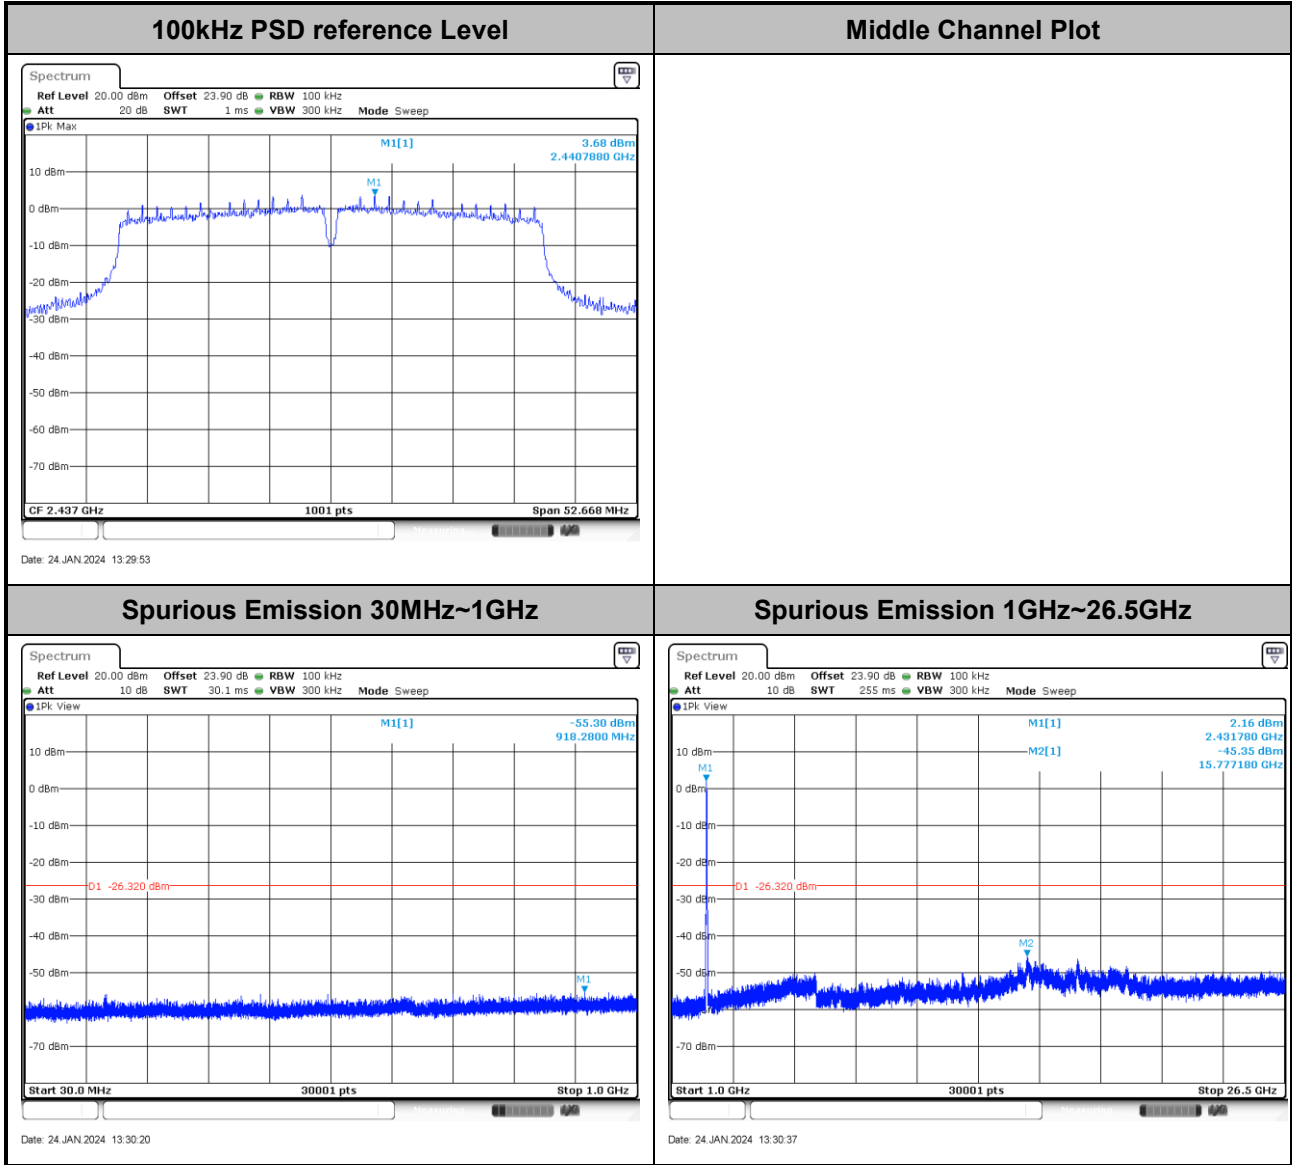 100kHz PSD reference Level
Middle Channel Plot
Spectrum
Ref Level 20.00 dBm Offset 23.90 dB RBW 100 kHz
Att 20 dB SWT 1 ms VBW 300 kHz Mode Sweep
1Pk Max
M1[1] 3.68 dBm
2.4407880 GHz
10 dBm
M1
0 dBm
-10 dBm
-20 dBm
-30 dBm
-40 dBm
-50 dBm
-60 dBm
-70 dBm
CF 2.437 GHz 1001 pts Span 52.668 MHz
Measuring...
Date: 24.JAN.2024 13:29:53
Spurious Emission 30MHz~1GHz
Spurious Emission 1GHz~26.5GHz
Spectrum
Ref Level 20.00 dBm Offset 23.90 dB RBW 100 kHz
Att 10 dB SWT 30.1 ms VBW 300 kHz Mode Sweep
1Pk View
M1[1] -55.30 dBm
918.2800 MHz
10 dBm
0 dBm
-10 dBm
-20 dBm
D1 -26.320 dBm
-30 dBm
-40 dBm
-50 dBm
M1
-70 dBm
Start 30.0 MHz 30001 pts Stop 1.0 GHz
Measuring...
Date: 24.JAN.2024 13:30:20
Spectrum
Ref Level 20.00 dBm Offset 23.90 dB RBW 100 kHz
Att 10 dB SWT 255 ms VBW 300 kHz Mode Sweep
1Pk View
M1[1] 2.16 dBm
2.431780 GHz
10 dBm
M2[1] -45.35 dBm
15.777180 GHz
M1
0 dBm
-10 dBm
-20 dBm
D1 -26.320 dBm
-30 dBm
-40 dBm
M2
-50 dBm
-70 dBm
Start 1.0 GHz 30001 pts Stop 26.5 GHz
Measuring...
Date: 24.JAN.2024 13:30:37